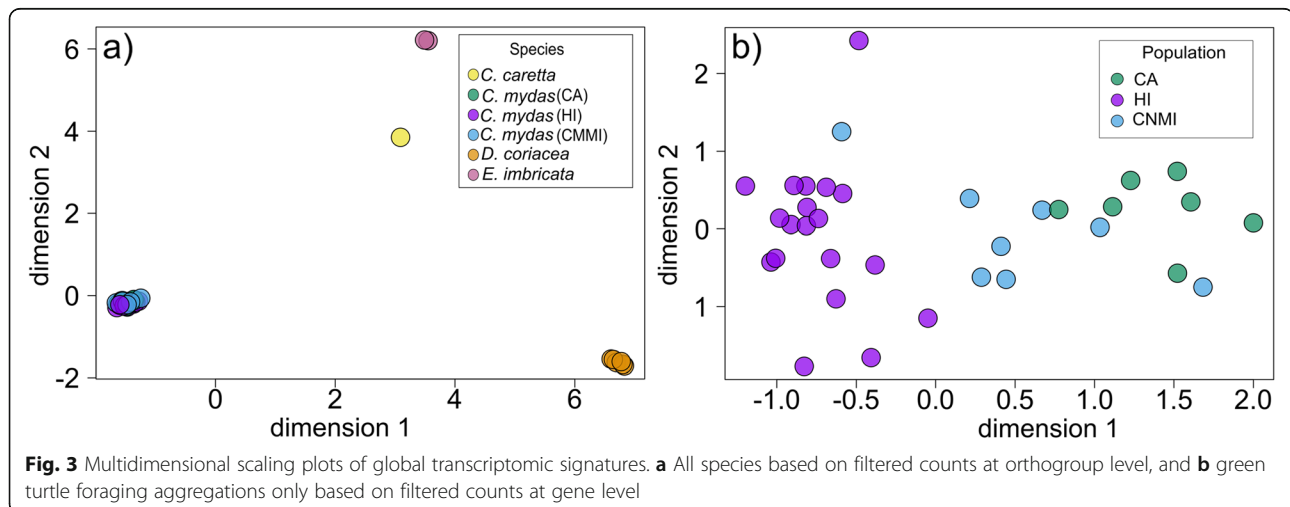 a)
Species
C. caretta
C. mydas (CA)
C. mydas (HI)
C. mydas (CMMI)
D. coriacea
E. imbricata
6
4
2
0
-2
dimension 2
0
2
4
6
dimension 1
b)
Population
CA
HI
CNMI
2
1
0
1
dimension 2
-1.0
-0.5
0.0
0.5
1.0
1.5
2.0
dimension 1
Fig. 3 Multidimensional scaling plots of global transcriptomic signatures. a All species based on filtered counts at orthogroup level, and b green
turtle foraging aggregations only based on filtered counts at gene level